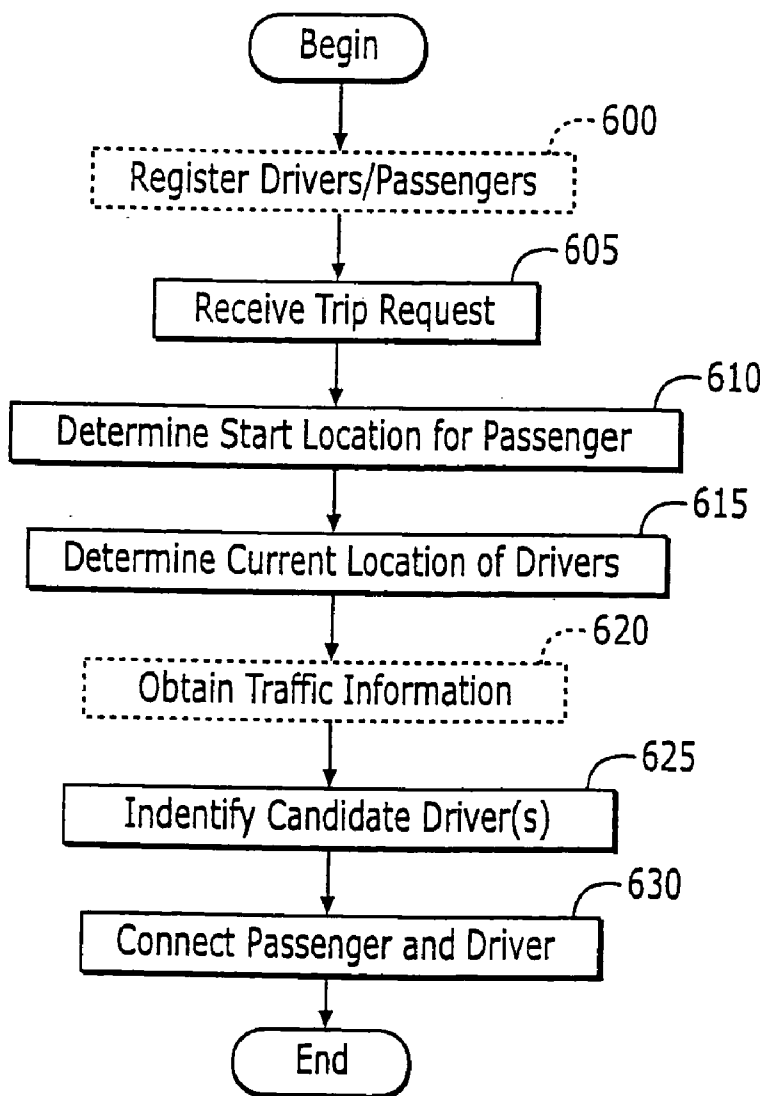 Begin
600
Register Drivers/Passengers
605
Receive Trip Request
610
Determine Start Location for Passenger
615
Determine Current Location of Drivers
620
Obtain Traffic Information
625
Indentify Candidate Driver(s)
630
Connect Passenger and Driver
End